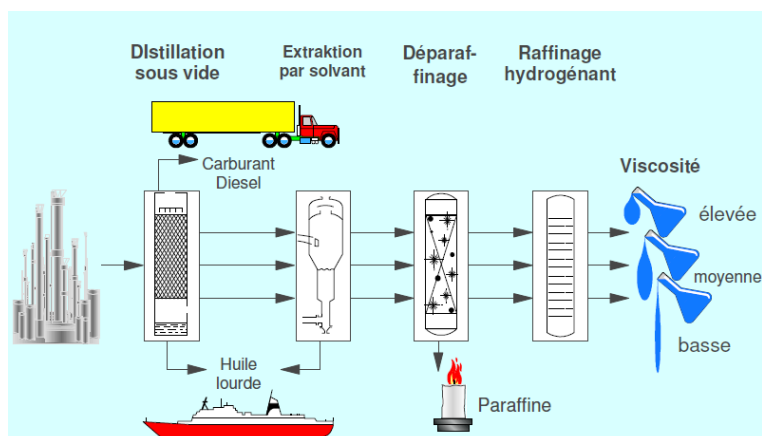 DIstillation
sous vide
Extraktion
par solvant
Déparaf-
finage
Raffinage
hydrogénant
Carburant
Diesel
Viscosité
élevée
moyenne
basse
Huile
lourde
Paraffine